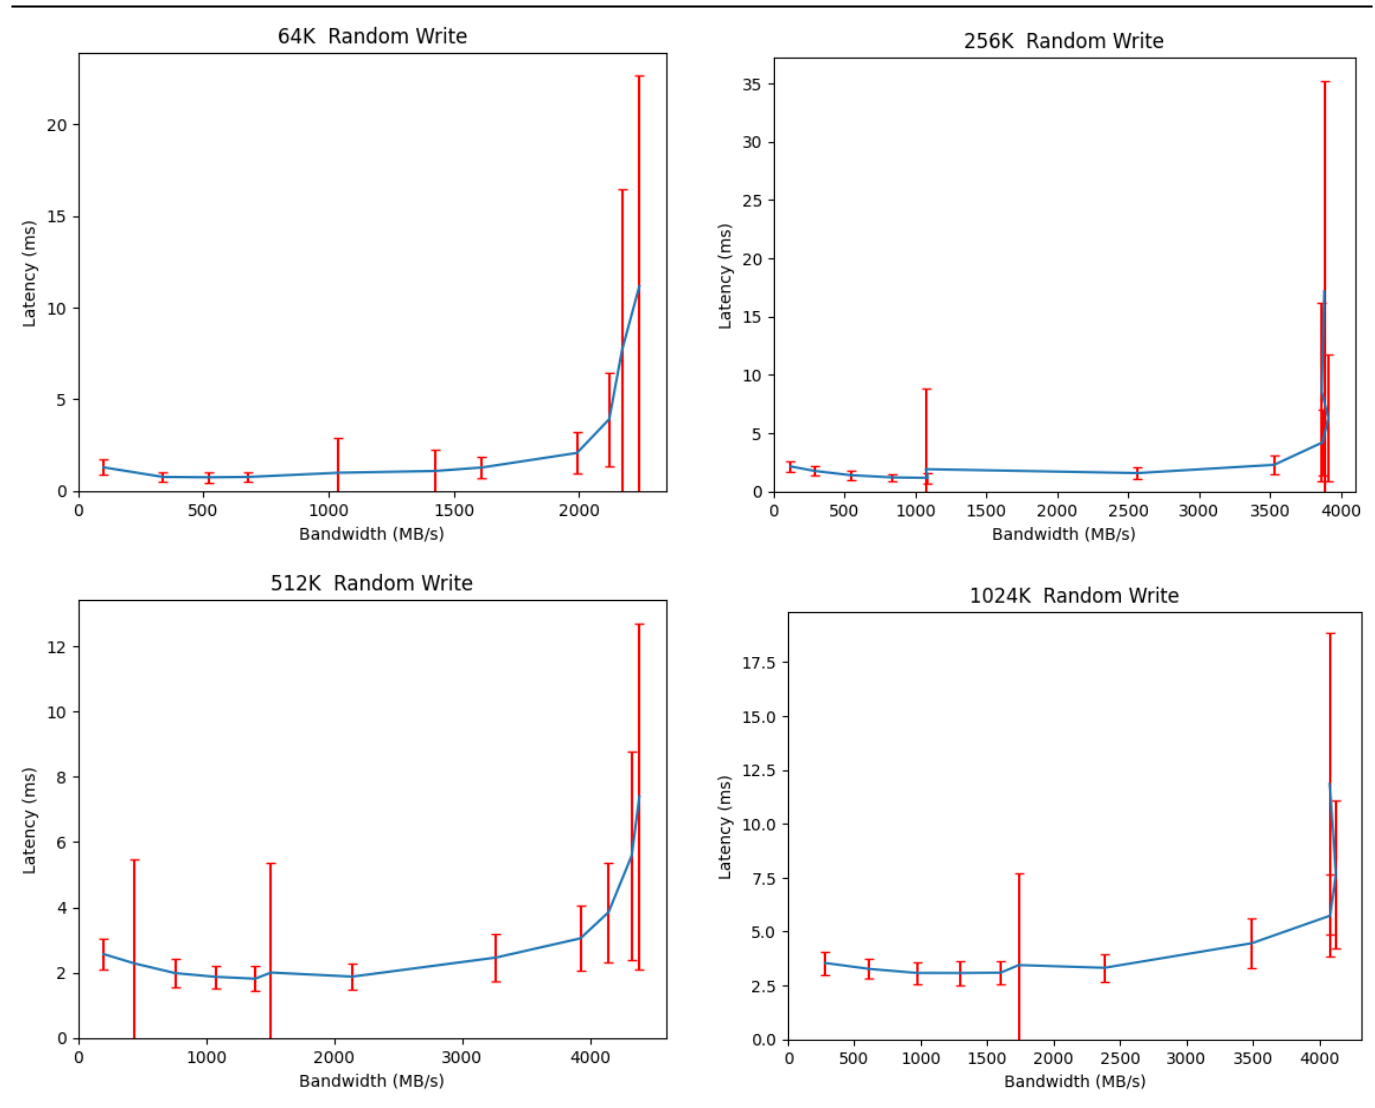 64K  Random Write
20
15
10
5
0
0 500 1000 1500 2000
Latency (ms)
Bandwidth (MB/s)
256K  Random Write
35
30
25
20
15
10
5
0
0 500 1000 1500 2000 2500 3000 3500 4000
Latency (ms)
Bandwidth (MB/s)
512K  Random Write
12
10
8
6
4
2
0
0 1000 2000 3000 4000
Latency (ms)
Bandwidth (MB/s)
1024K  Random Write
17.5
15.0
12.5
10.0
7.5
5.0
2.5
0.0
0 500 1000 1500 2000 2500 3000 3500 4000
Latency (ms)
Bandwidth (MB/s)